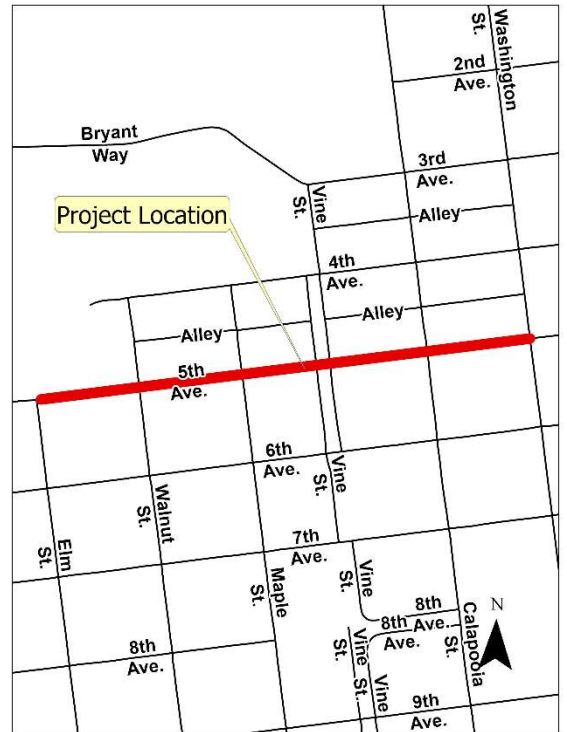 Washington
St.
2nd
Ave.
Bryant
Way
3rd
Ave.
Vine
St.
Alley
Project Location
4th
Ave.
Alley
Alley
5th
Ave.
6th
Ave.
Vine
St.
Walnut
St.
7th
Ave.
Elm
St.
Maple
St.
Vine
St.
8th
Ave.
8th
Ave.
N
Calapooia
St.
8th
Ave.
Vine
St.
Vine
St.
9th
Ave.